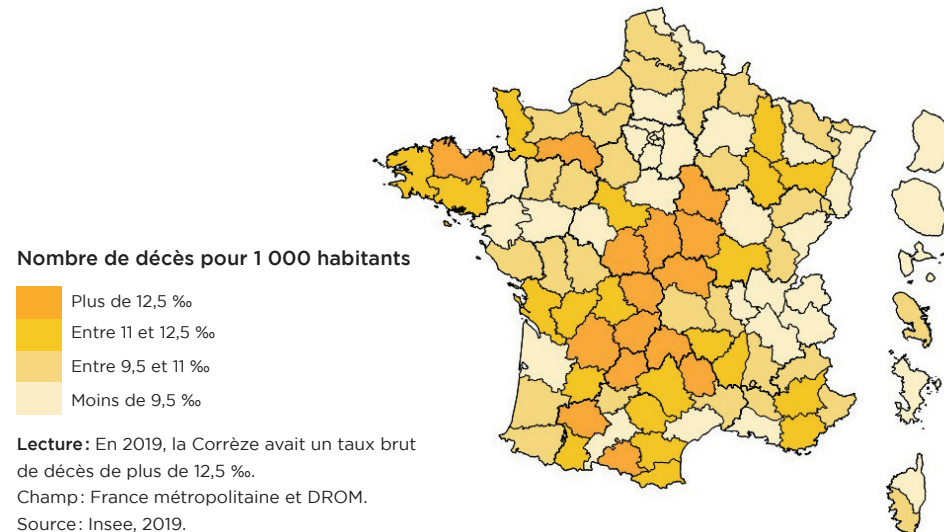 Nombre de décès pour 1 000 habitants
Plus de 12,5 ‰
Entre 11 et 12,5 ‰
Entre 9,5 et 11 ‰
Moins de 9,5 ‰
Lecture : En 2019, la Corrèze avait un taux brut
de décès de plus de 12,5 ‰.
Champ : France métropolitaine et DROM.
Source : Insee, 2019.